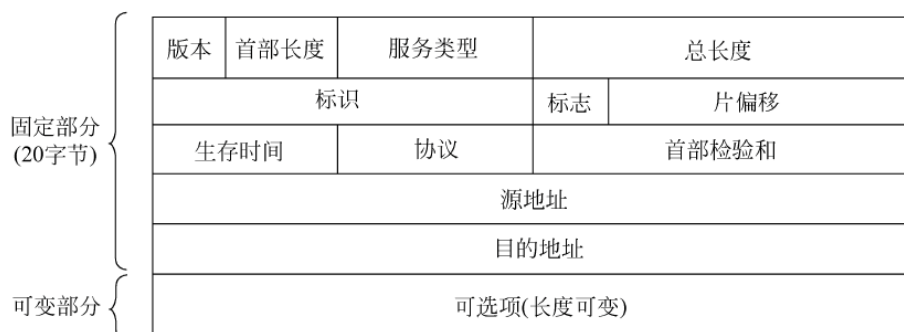 版本 首部长度 服务类型 总长度
标识 标志 片偏移
固定部分
(20字节)
生存时间 协议 首部检验和
源地址
目的地址
可变部分 可选项(长度可变)